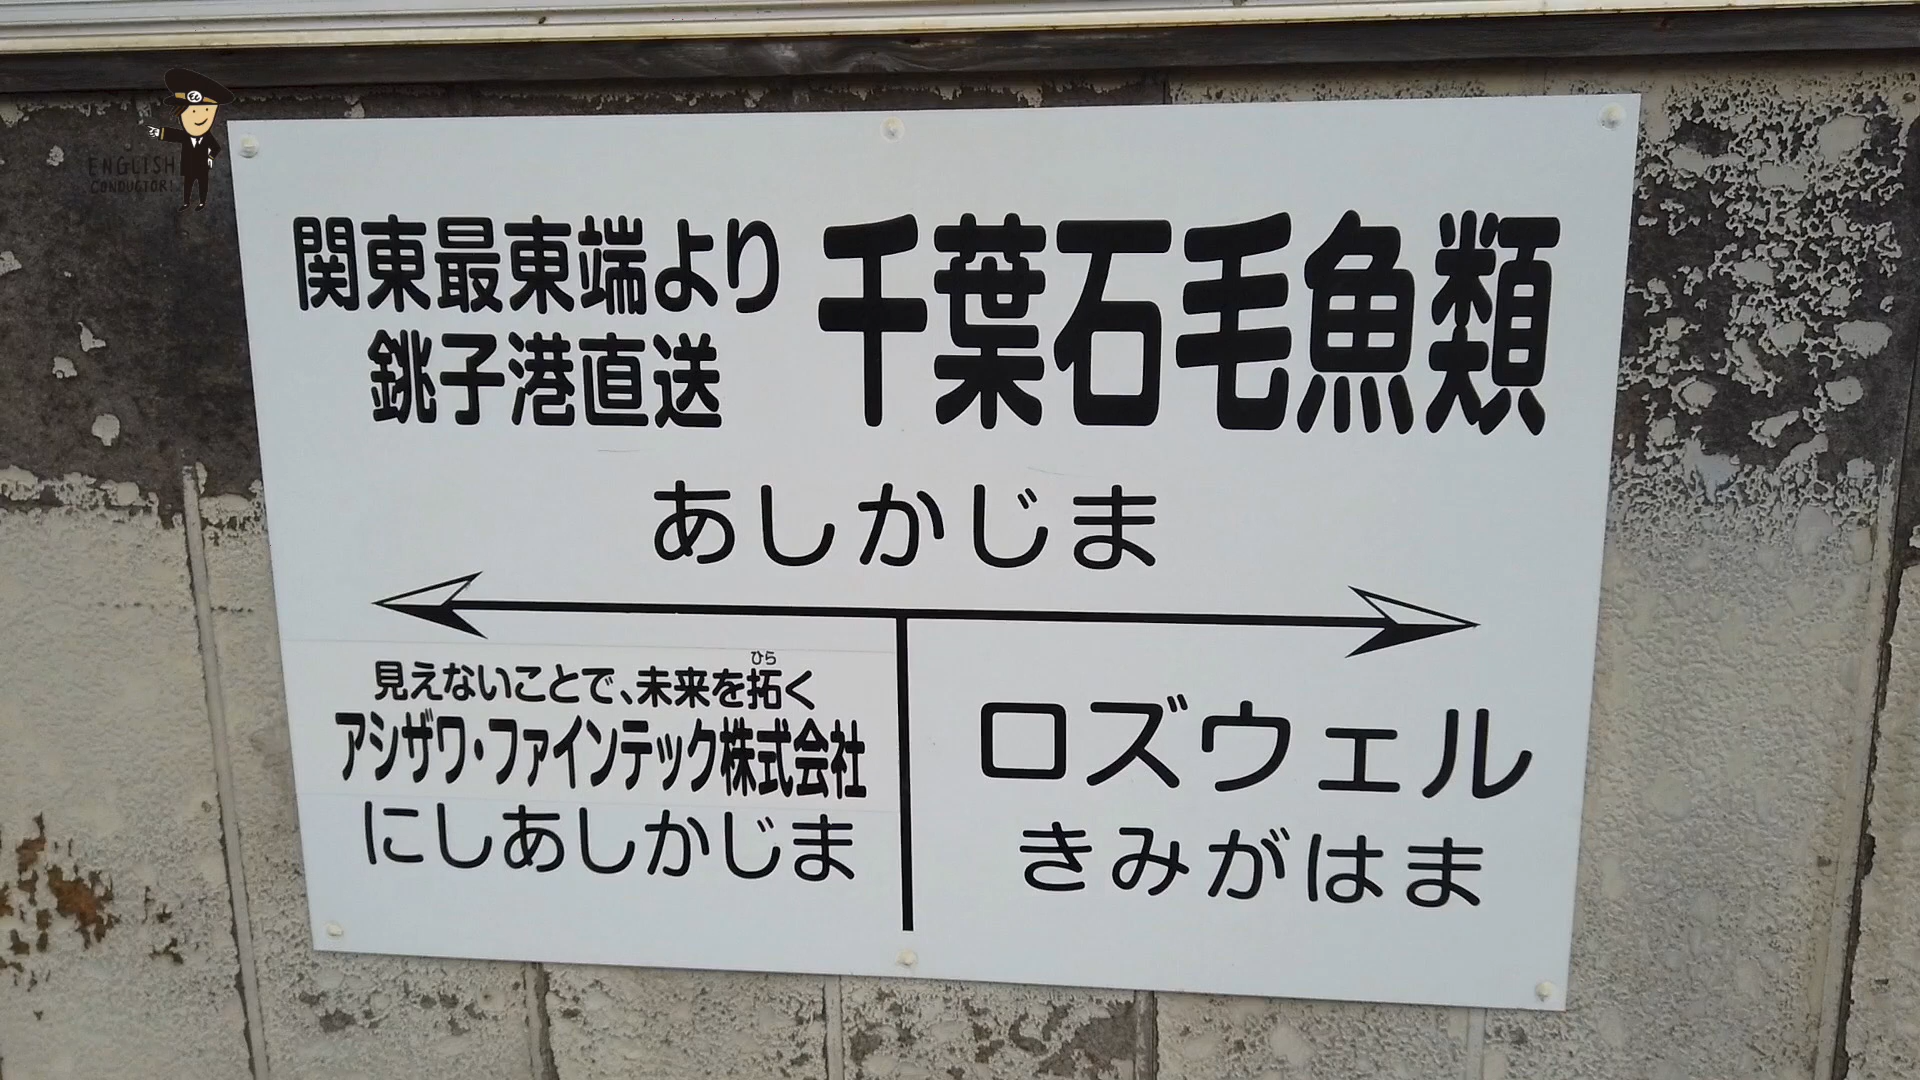 ENGLISH
CONDUCTOR!
関東最東端より
銚子港直送
千葉石毛魚類
あしかじま
ひら
見えないことで、未来を拓く
アシザワ・ファインテック株式会社
にしあしかじま
ロズウェル
きみがはま